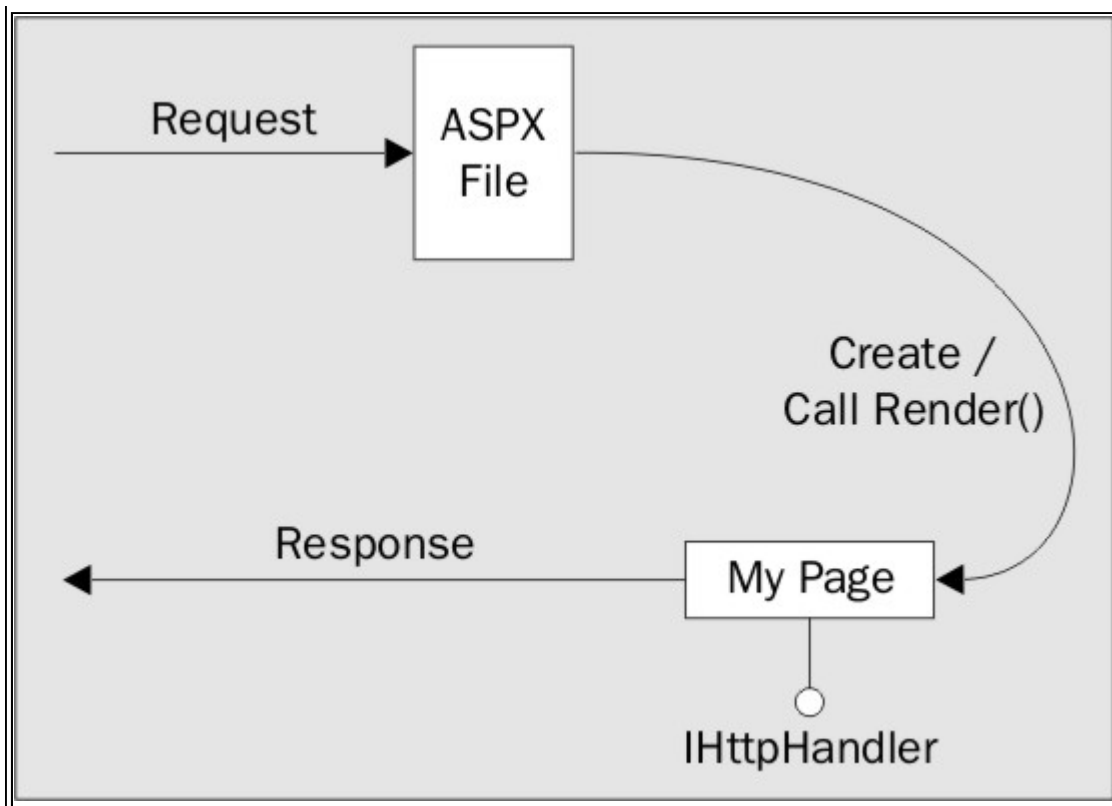 Request
ASPX
File
Create /
Call Render()
Response
My Page
IHttpHandler